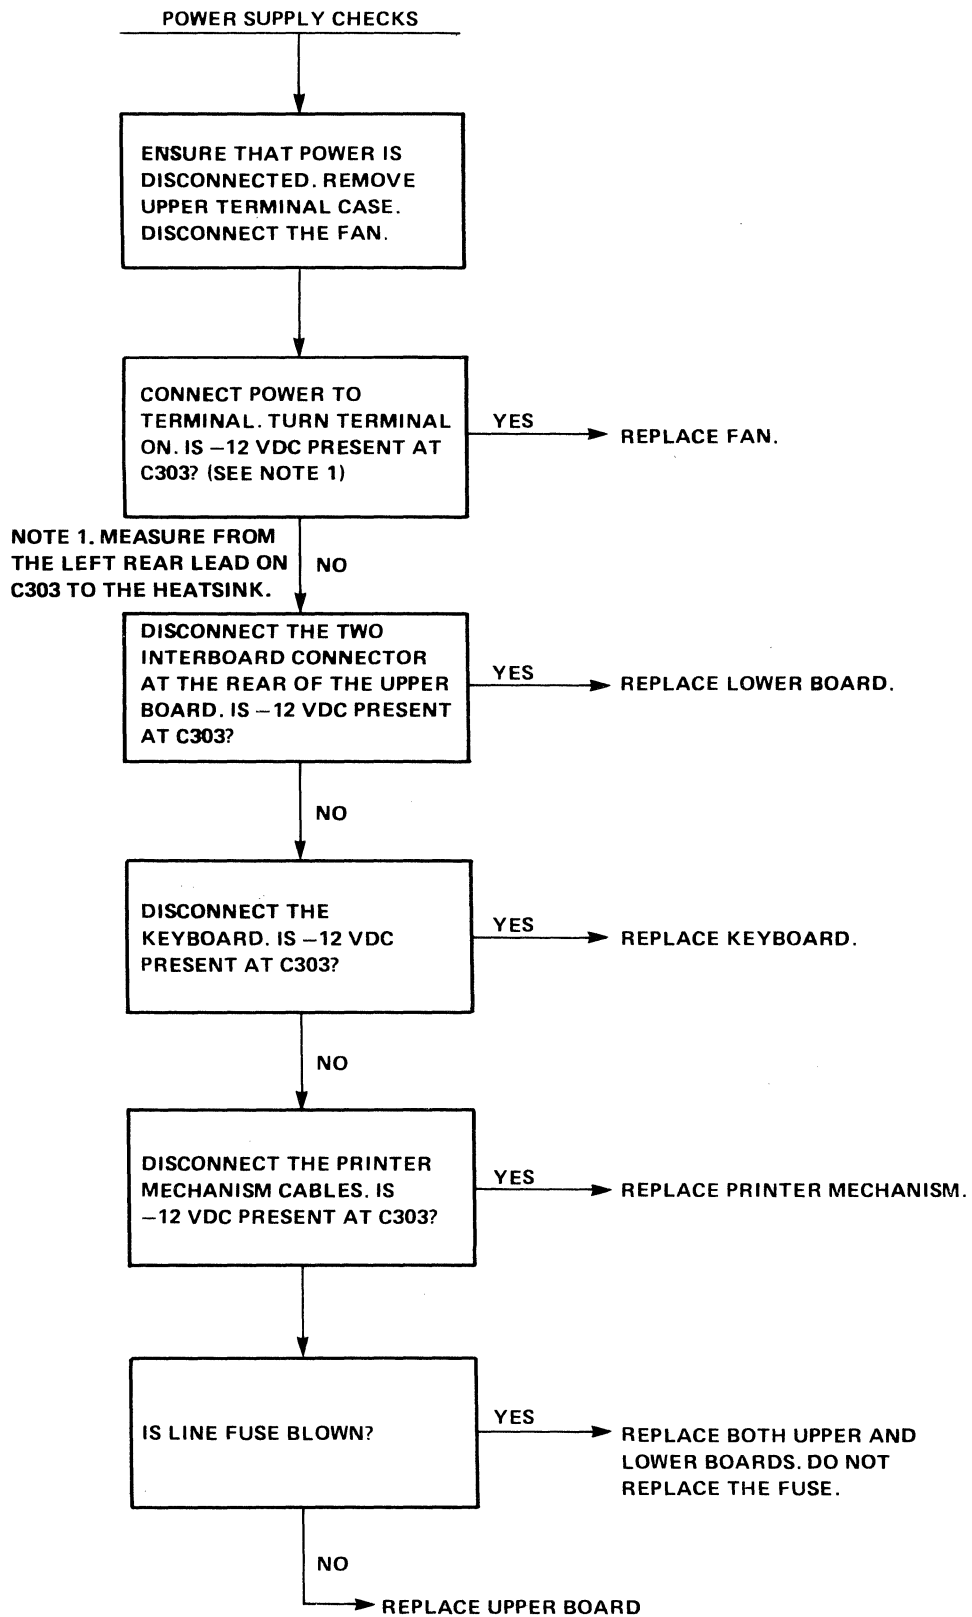 POWER SUPPLY CHECKS
ENSURE THAT POWER IS
DISCONNECTED. REMOVE
UPPER TERMINAL CASE.
DISCONNECT THE FAN.
CONNECT POWER TO
TERMINAL. TURN TERMINAL
ON. IS −12 VDC PRESENT AT
C303? (SEE NOTE 1)
YES
REPLACE FAN.
NOTE 1. MEASURE FROM
THE LEFT REAR LEAD ON
C303 TO THE HEATSINK.
NO
DISCONNECT THE TWO
INTERBOARD CONNECTOR
AT THE REAR OF THE UPPER
BOARD. IS −12 VDC PRESENT
AT C303?
YES
REPLACE LOWER BOARD.
NO
DISCONNECT THE
KEYBOARD. IS −12 VDC
PRESENT AT C303?
YES
REPLACE KEYBOARD.
NO
DISCONNECT THE PRINTER
MECHANISM CABLES. IS
−12 VDC PRESENT AT C303?
YES
REPLACE PRINTER MECHANISM.
IS LINE FUSE BLOWN?
YES
REPLACE BOTH UPPER AND
LOWER BOARDS. DO NOT
REPLACE THE FUSE.
NO
REPLACE UPPER BOARD